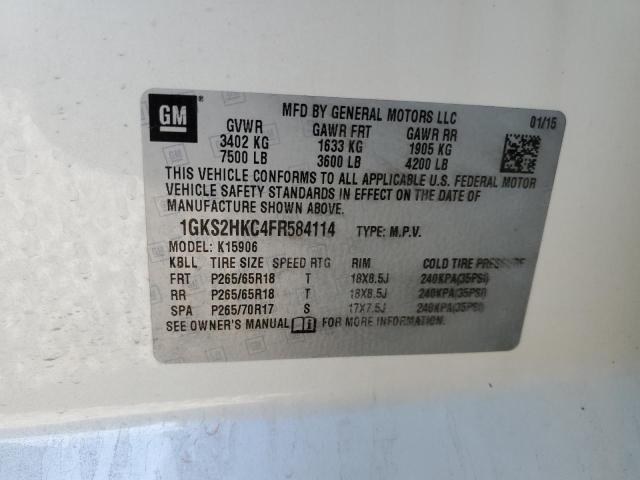 GM MFD BY GENERAL MOTORS LLC 01/15
GVWR GAWR FRT GAWR RR
3402 KG 1633 KG 1905 KG
7500 LB 3600 LB 4200 LB
THIS VEHICLE CONFORMS TO ALL APPLICABLE U.S. FEDERAL MOTOR
VEHICLE SAFETY STANDARDS IN EFFECT ON THE DATE OF
MANUFACTURE SHOWN ABOVE.
1GKS2HKC4FR584114 TYPE: M.P.V.
MODEL: K15906
KBLL TIRE SIZE SPEED RTG RIM COLD TIRE PRESSURE
FRT P265/65R18 T 18X8.5J 240KPA(35PSI)
RR P265/65R18 T 18X8.5J 240KPA(35PSI)
SPA P265/70R17 S 17X7.5J 240KPA(35PSI)
SEE OWNER'S MANUAL FOR MORE INFORMATION.